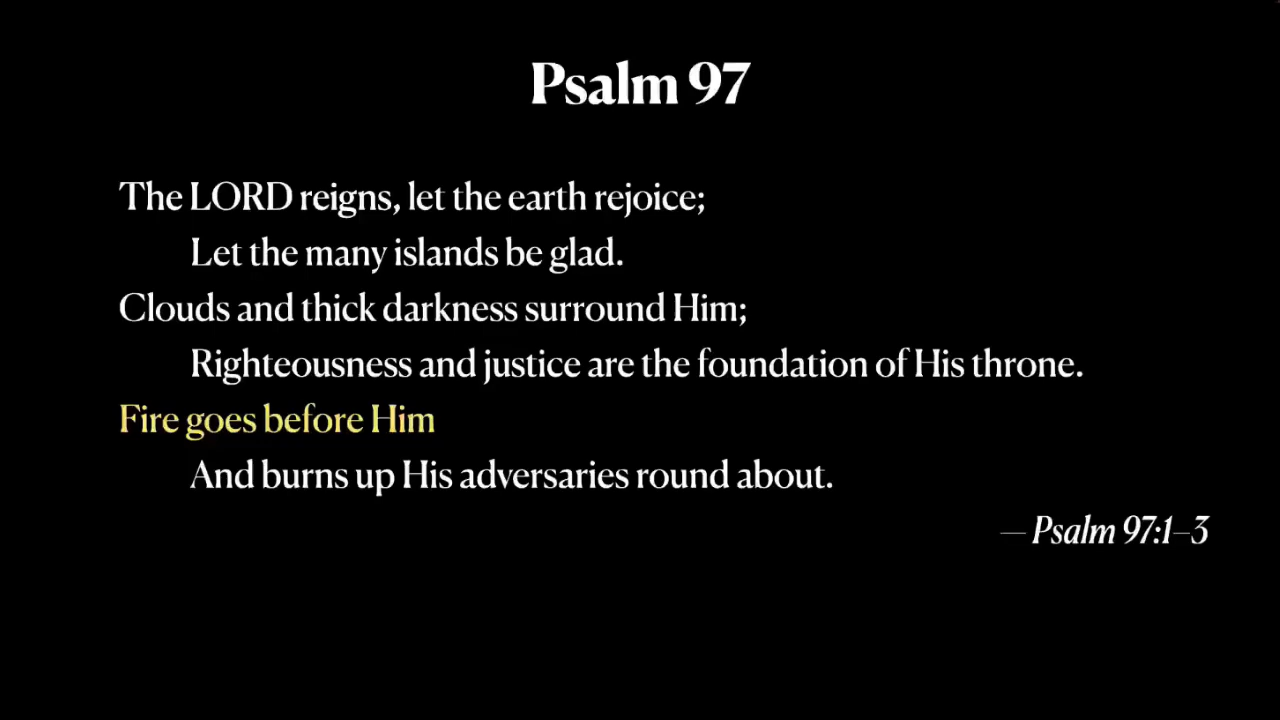 Psalm 97
The LORD reigns, let the earth rejoice;
Let the many islands be glad.
Clouds and thick darkness surround Him;
Righteousness and justice are the foundation of His throne.
Fire goes before Him
And burns up His adversaries round about.
— Psalm 97:1–3